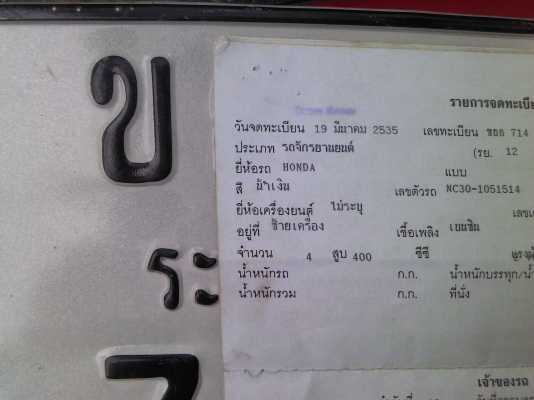 ข
ระ
รายการจดทะเบีย
วันจดทะเบียน 19 มีนาคม 2535 เลขทะเบียน 714
ประเภท รถจักรยานยนต์ (รย. 12
ยี่ห้อรถ HONDA แบบ
สี น้ำเงิน เลขตัวรถ NC30-1051514
ยี่ห้อเครื่องยนต์ ไม่ระบุ
อยู่ที่ ซ้ายเครื่อง เชื้อเพลิง เบนซิน
จำนวน 4 สูบ 400 ซีซี
น้ำหนักรถ ก.ก. น้ำหนักบรรทุก/น้ำ
น้ำหนักรวม ก.ก. ที่นั่ง
เจ้าของรถ